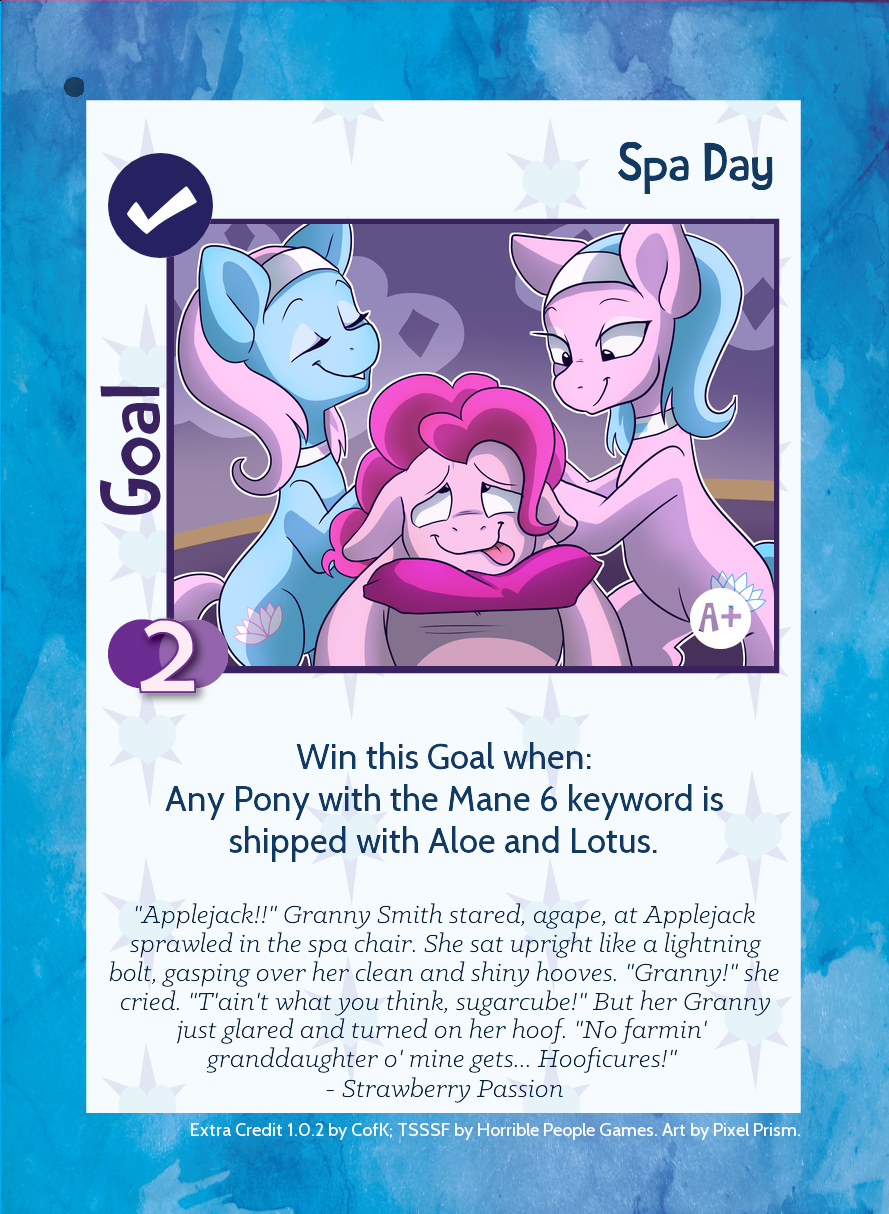 Spa Day
Goal
A+
2
Win this Goal when:
Any Pony with the Mane 6 keyword is
shipped with Aloe and Lotus.
"Applejack!!" Granny Smith stared, agape, at Applejack
sprawled in the spa chair. She sat upright like a lightning
bolt, gasping over her clean and shiny hooves. "Granny!" she
cried. "T'ain't what you think, sugarcube!" But her Granny
just glared and turned on her hoof. "No farmin'
granddaughter o' mine gets... Hooficures!"
- Strawberry Passion
Extra Credit 1.0.2 by CofK; TSSSF by Horrible People Games. Art by Pixel Prism.